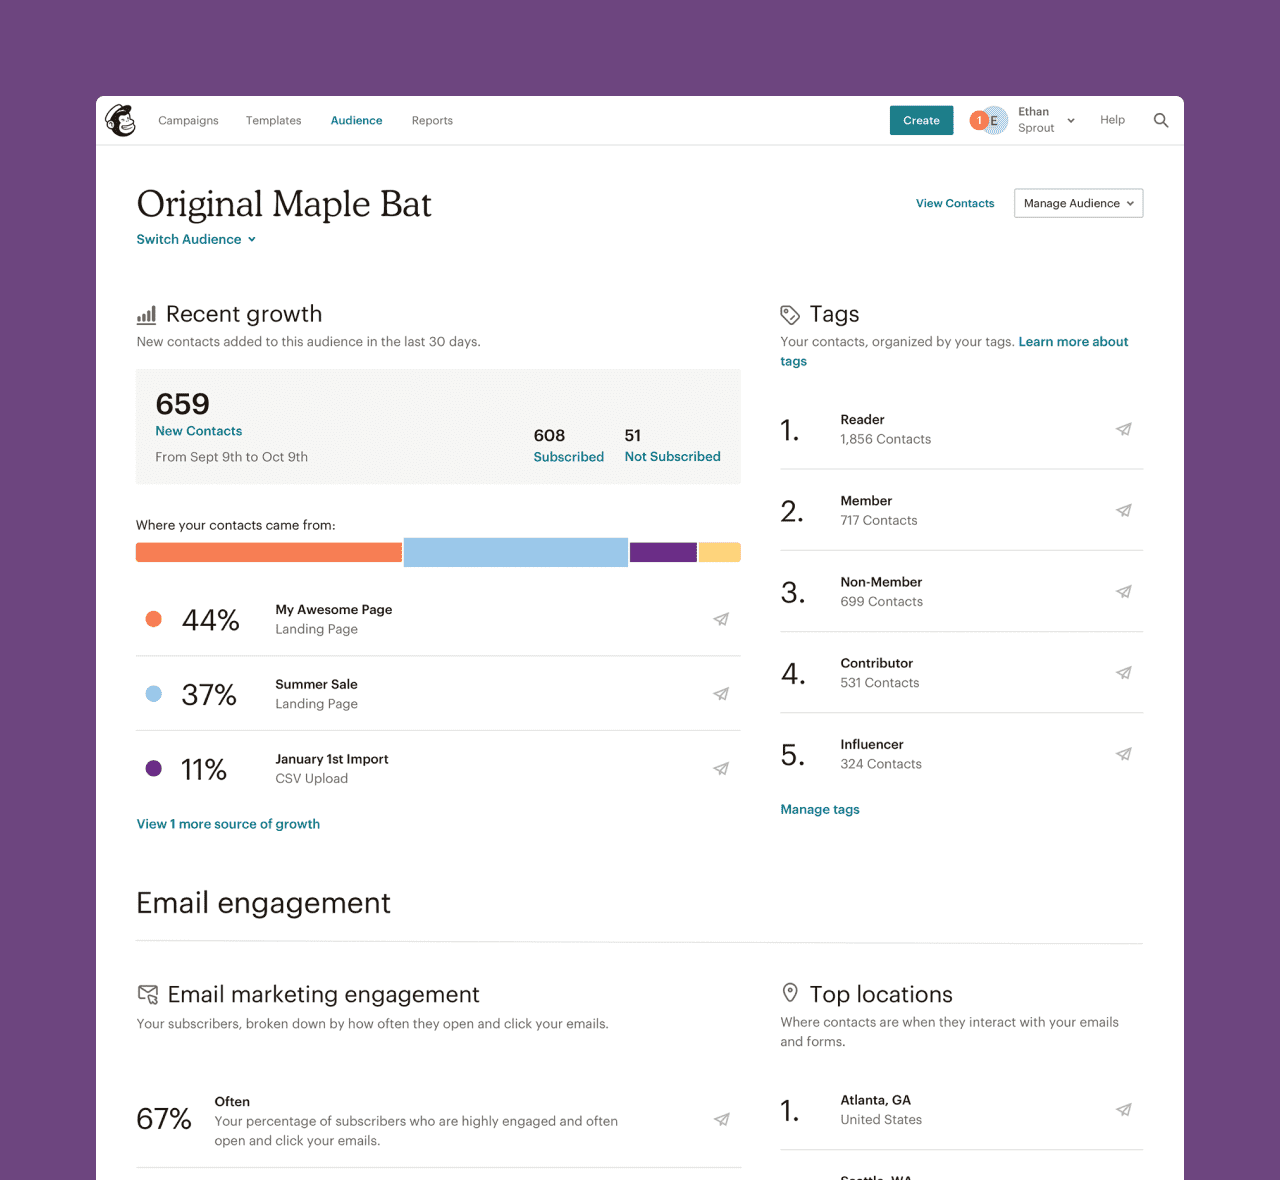 Campaigns Templates Audience Reports
Create
1 E
Ethan
Sprout
Help
Original Maple Bat
Switch Audience
View Contacts
Manage Audience
Recent growth
New contacts added to this audience in the last 30 days.
659
New Contacts
From Sept 9th to Oct 9th
608
Subscribed
51
Not Subscribed
Where your contacts came from:
44%
My Awesome Page
Landing Page
37%
Summer Sale
Landing Page
11%
January 1st Import
CSV Upload
View 1 more source of growth
Tags
Your contacts, organized by your tags. Learn more about
tags
1.
Reader
1,856 Contacts
2.
Member
717 Contacts
3.
Non-Member
699 Contacts
4.
Contributor
531 Contacts
5.
Influencer
324 Contacts
Manage tags
Email engagement
Email marketing engagement
Your subscribers, broken down by how often they open and click your emails.
67%
Often
Your percentage of subscribers who are highly engaged and often
open and click your emails.
Top locations
Where contacts are when they interact with your emails
and forms.
1.
Atlanta, GA
United States
Seattle, WA